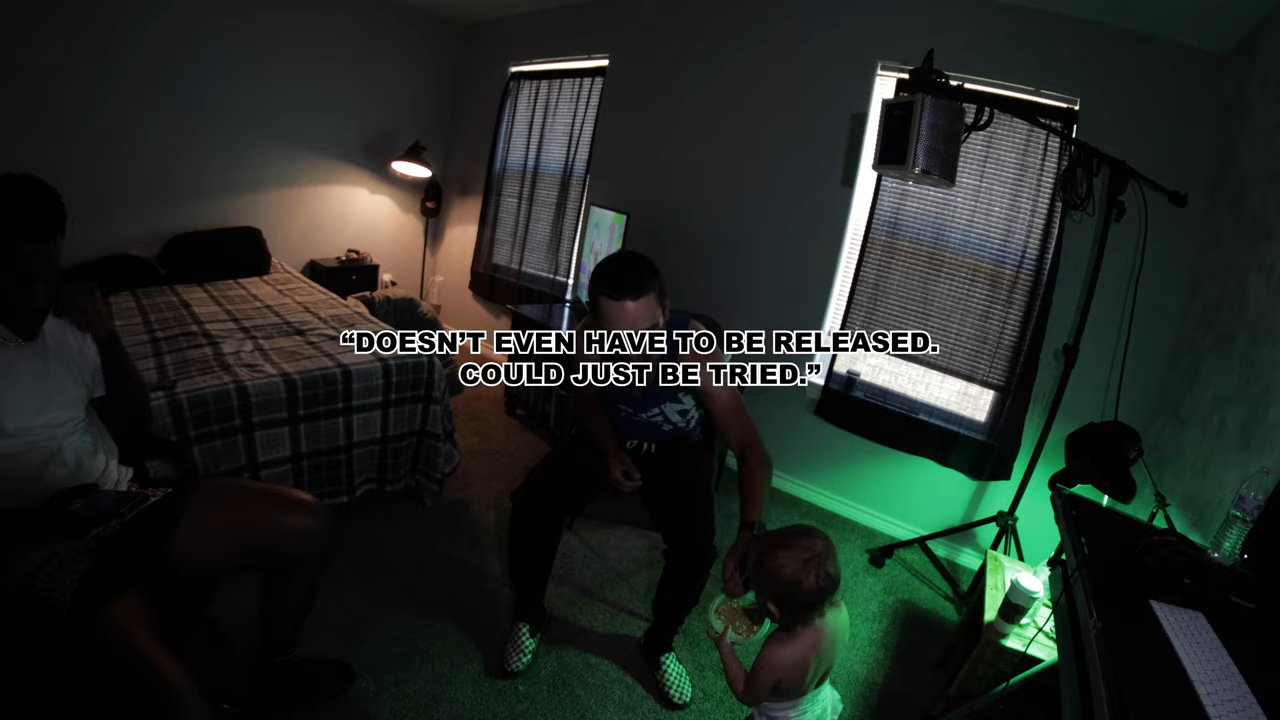 “DOESN’T EVEN HAVE TO BE RELEASED.
COULD JUST BE TRIED.”